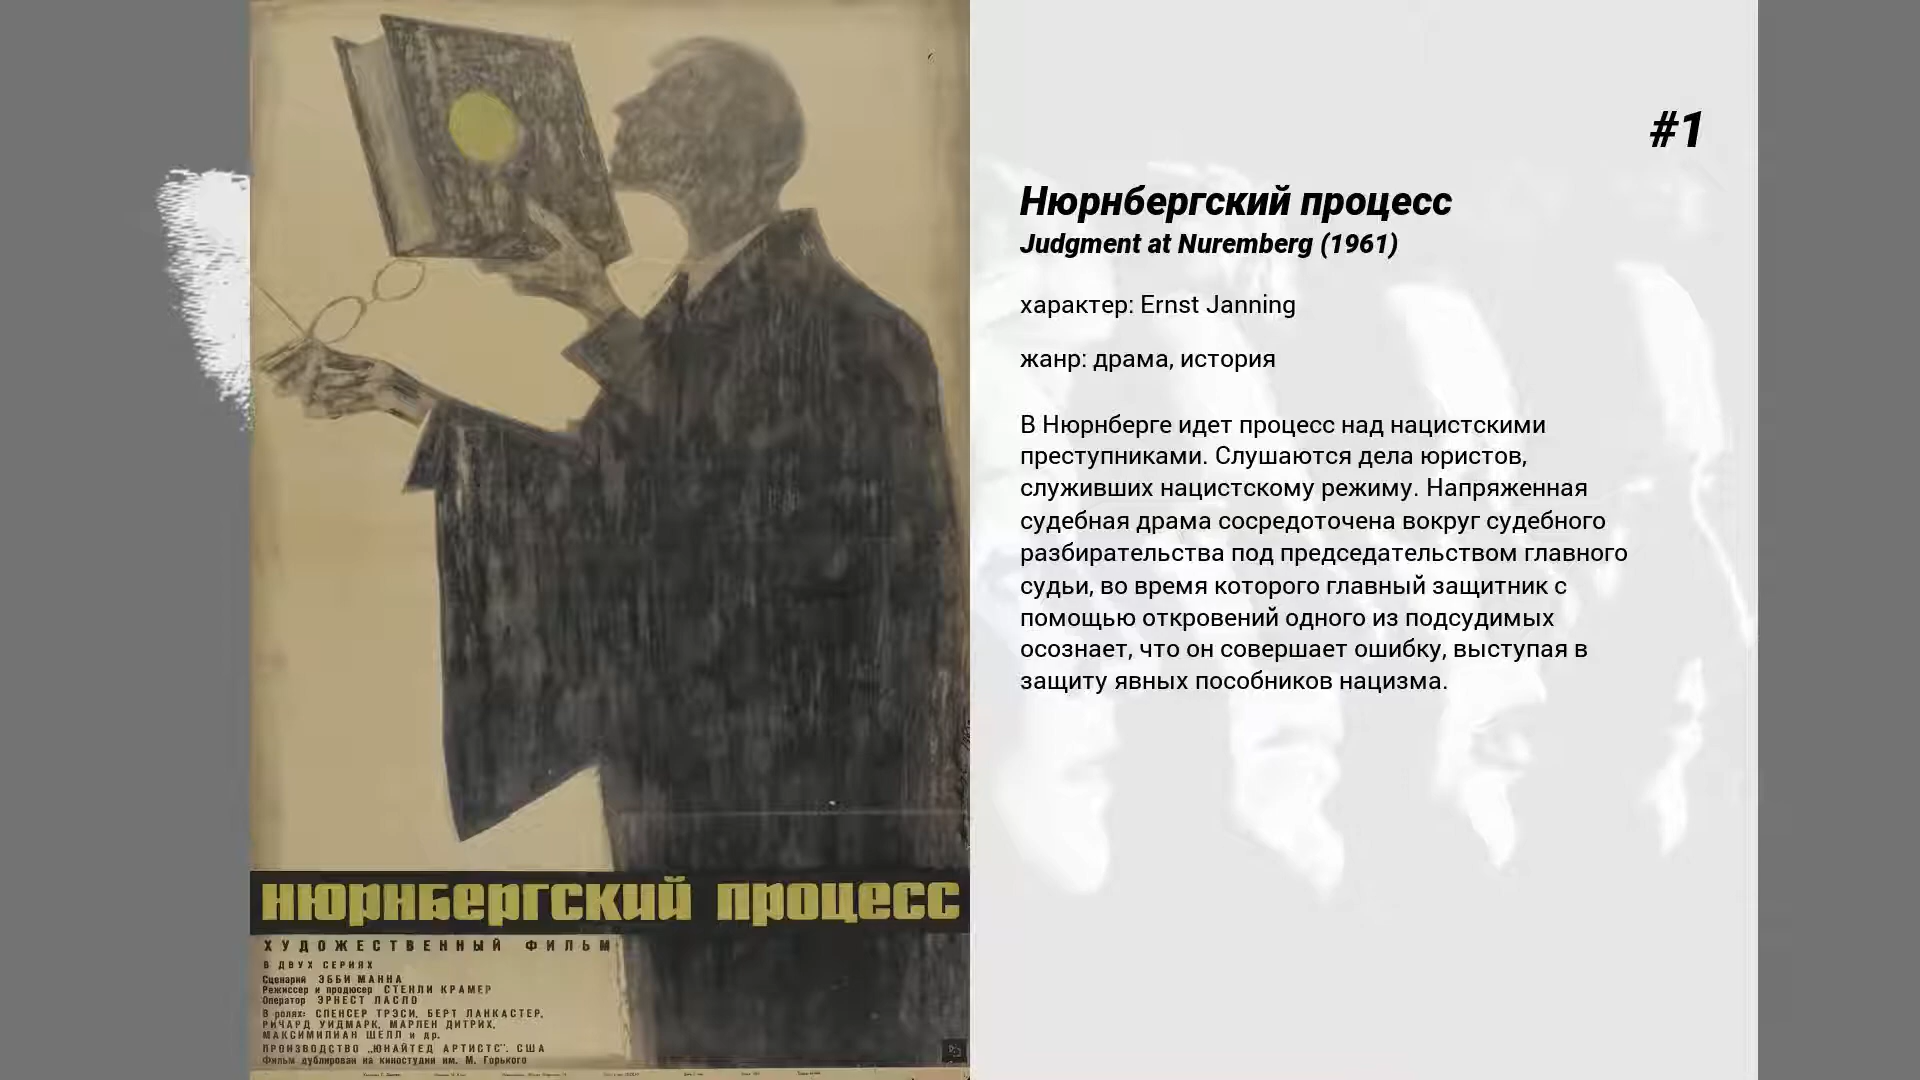 #1
Нюрнбергский процесс
Judgment at Nuremberg (1961)
характер: Ernst Janning
жанр: драма, история
В Нюрнберге идет процесс над нацистскими
преступниками. Слушаются дела юристов,
служивших нацистскому режиму. Напряженная
судебная драма сосредоточена вокруг судебного
разбирательства под председательством главного
судьи, во время которого главный защитник с
помощью откровений одного из подсудимых
осознает, что он совершает ошибку, выступая в
защиту явных пособников нацизма.
нюрнбергский процесс
ХУДОЖЕСТВЕННЫЙ ФИЛЬМ
В ДВУХ СЕРИЯХ
Сценарий ЭББИ МАННА
Режиссер и продюсер СТЕНЛИ КРАМЕР
Оператор ЭРНЕСТ ЛАСЛО
В ролях: СПЕНСЕР ТРЭСИ, БЕРТ ЛАНКАСТЕР,
РИЧАРД УИДМАРК, МАРЛЕН ДИТРИХ,
МАКСИМИЛИАН ШЕЛЛ и др.
ПРОИЗВОДСТВО „ЮНАЙТЕД АРТИСТС". США
Фильм дублирован на киностудии им. М. Горького